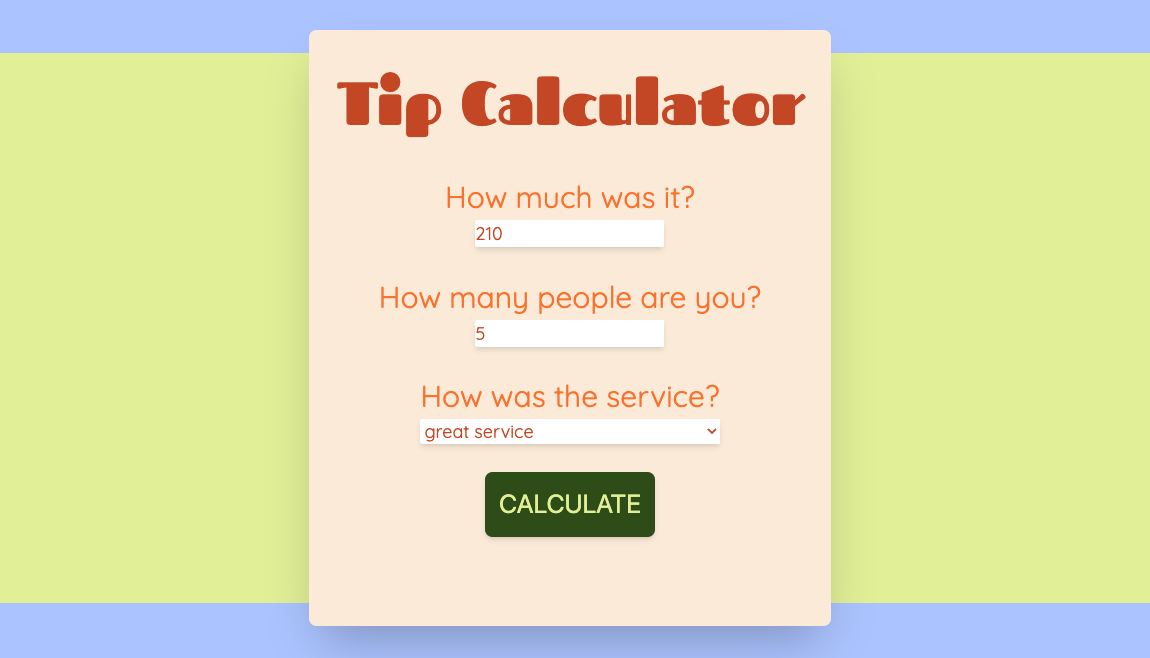 Tip Calculator
How much was it?
210
How many people are you?
5
How was the service?
great service
CALCULATE